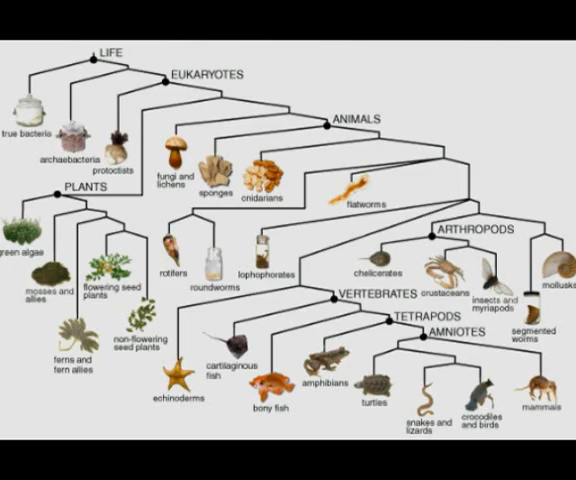 LIFE
EUKARYOTES
true bacteria
archaebacteria
protoctists
ANIMALS
fungi and
lichens
sponges
cnidarians
flatworms
PLANTS
green algae
mosses and
allies
flowering seed
plants
ferns and
fern allies
non-flowering
seed plants
rotifers
roundworms
lophophorates
ARTHROPODS
chelicerates
crustaceans
insects and
myriapods
segmented
worms
mollusks
VERTEBRATES
TETRAPODS
AMNIOTES
echinoderms
cartilaginous
fish
bony fish
amphibians
turtles
snakes and
lizards
crocodiles
and birds
mammals